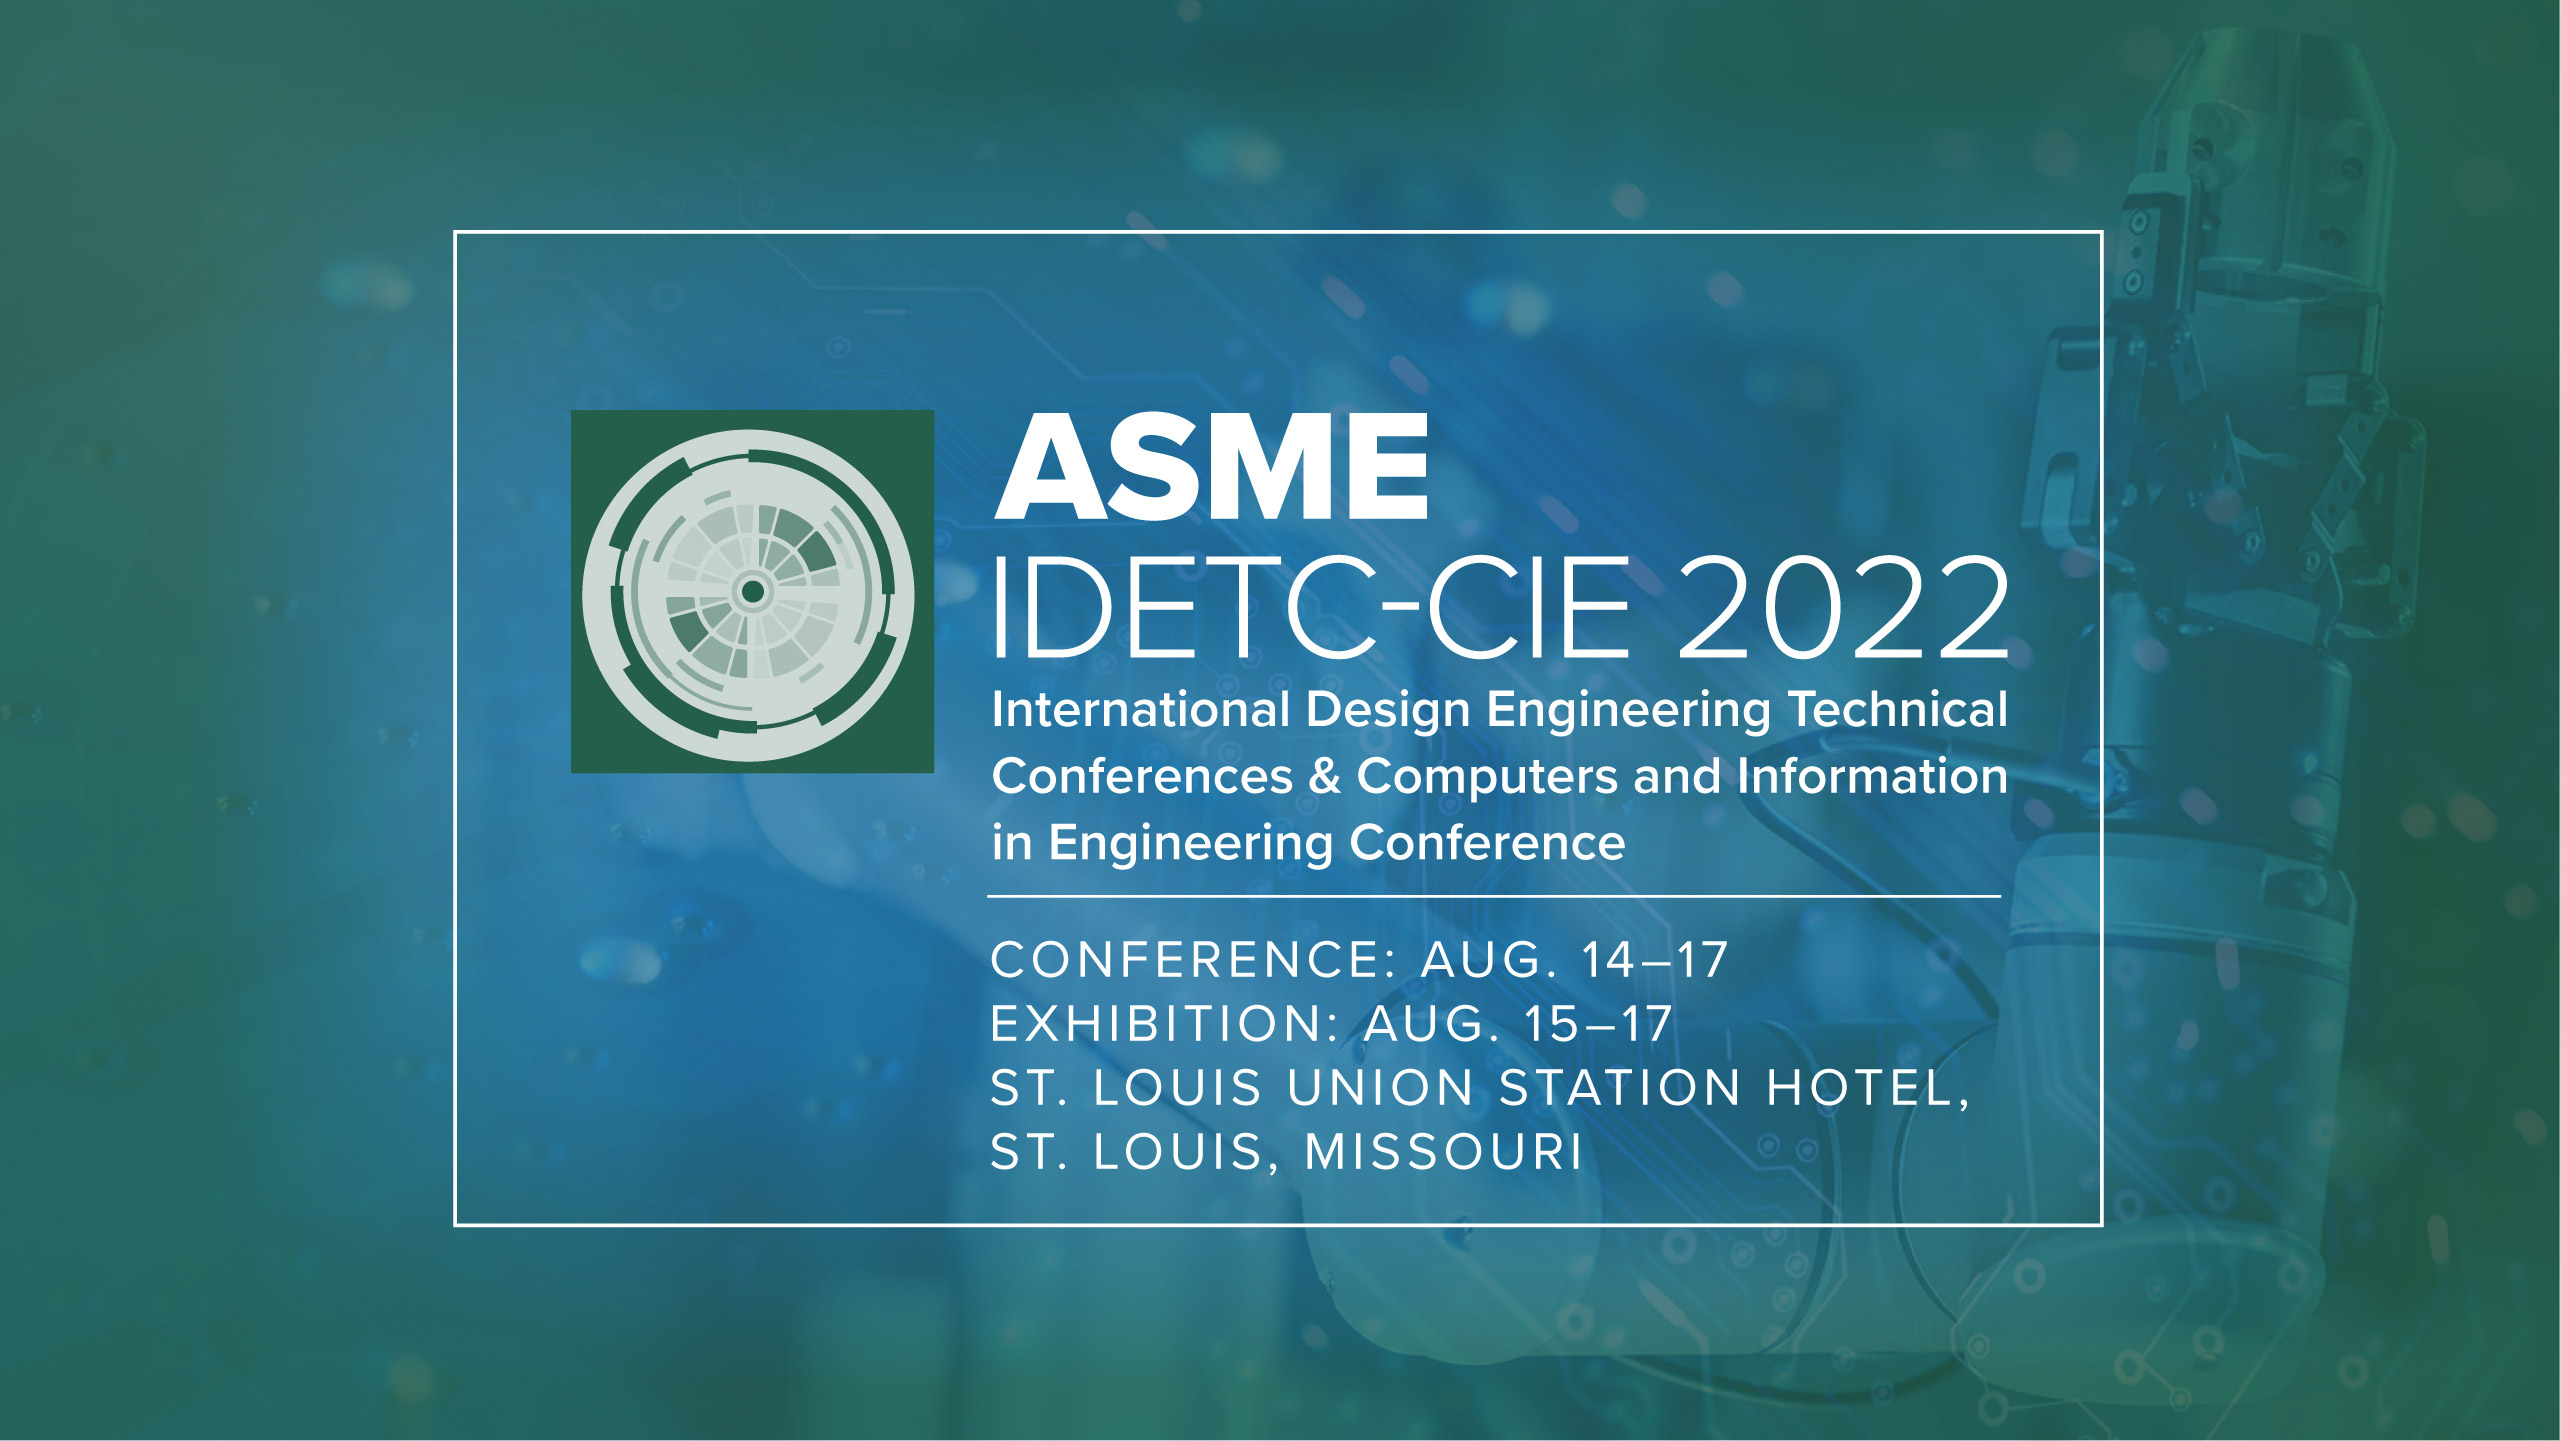 ASME
IDETC-CIE 2022
International Design Engineering Technical
Conferences & Computers and Information
in Engineering Conference
CONFERENCE: AUG. 14–17
EXHIBITION: AUG. 15–17
ST. LOUIS UNION STATION HOTEL,
ST. LOUIS, MISSOURI